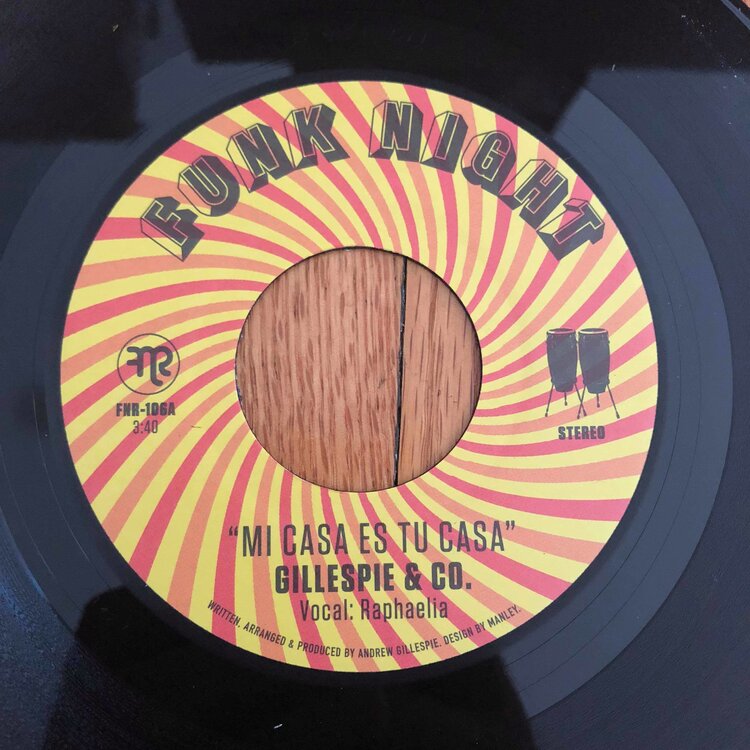 FUNK NIGHT
FNR
FNR-106A
3:40
STEREO
"MI CASA ES TU CASA"
GILLESPIE & CO.
Vocal: Raphaelia
WRITTEN, ARRANGED & PRODUCED BY ANDREW GILLESPIE. DESIGN BY MANLEY.